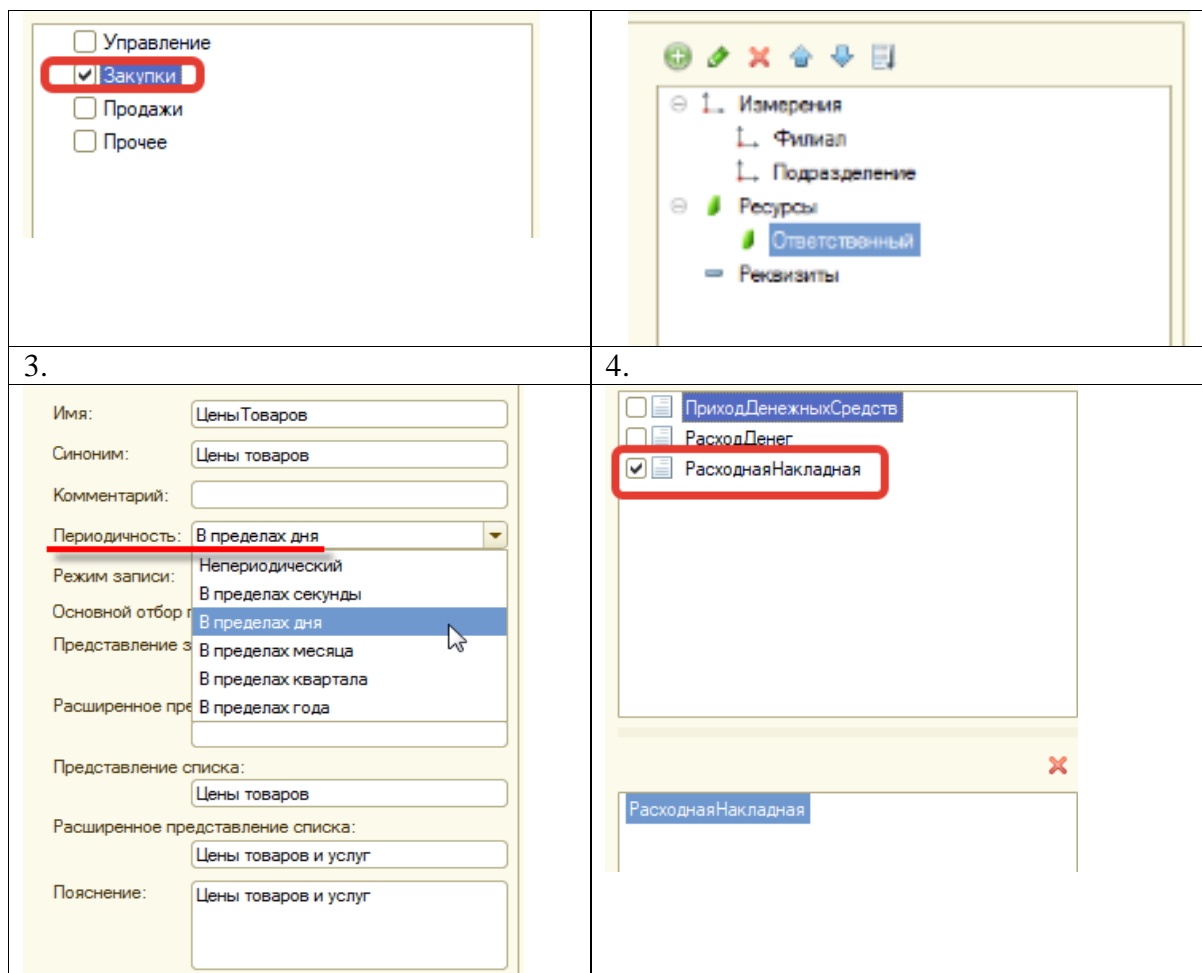 Управление
Закупки
Продажи
Прочее
Измерения
Филиал
Подразделение
Ресурсы
Ответственный
Реквизиты
3.
4.
Имя: ЦеныТоваров
Синоним: Цены товаров
Комментарий:
Периодичность: В пределах дня
Непериодический
Режим записи:
В пределах секунды
Основной отбор п
В пределах дня
Представление з
В пределах месяца
В пределах квартала
Расширенное пре
В пределах года
Представление списка:
Цены товаров
Расширенное представление списка:
Цены товаров и услуг
Пояснение: Цены товаров и услуг
ПриходДенежныхСредств
РасходДенег
РасходнаяНакладная
РасходнаяНакладная